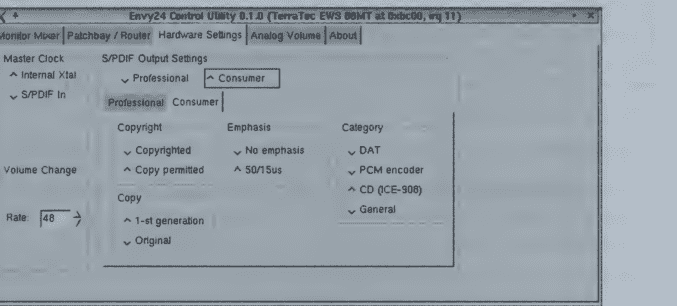 Envy24 Control Utility 0.1.0 (TerraTec EWS 88MT at 0xbc00, irq 11)
Monitor Mixer Patchbay / Router Hardware Settings Analog Volume About
Master Clock
Internal Xtal
S/PDIF In
S/PDIF Output Settings
Professional Consumer
Professional Consumer
Copyright
Copyrighted
Copy permitted
Copy
1-st generation
Original
Emphasis
No emphasis
50/15us
Category
DAT
PCM encoder
CD (ICE-908)
General
Volume Change
Rate: 48